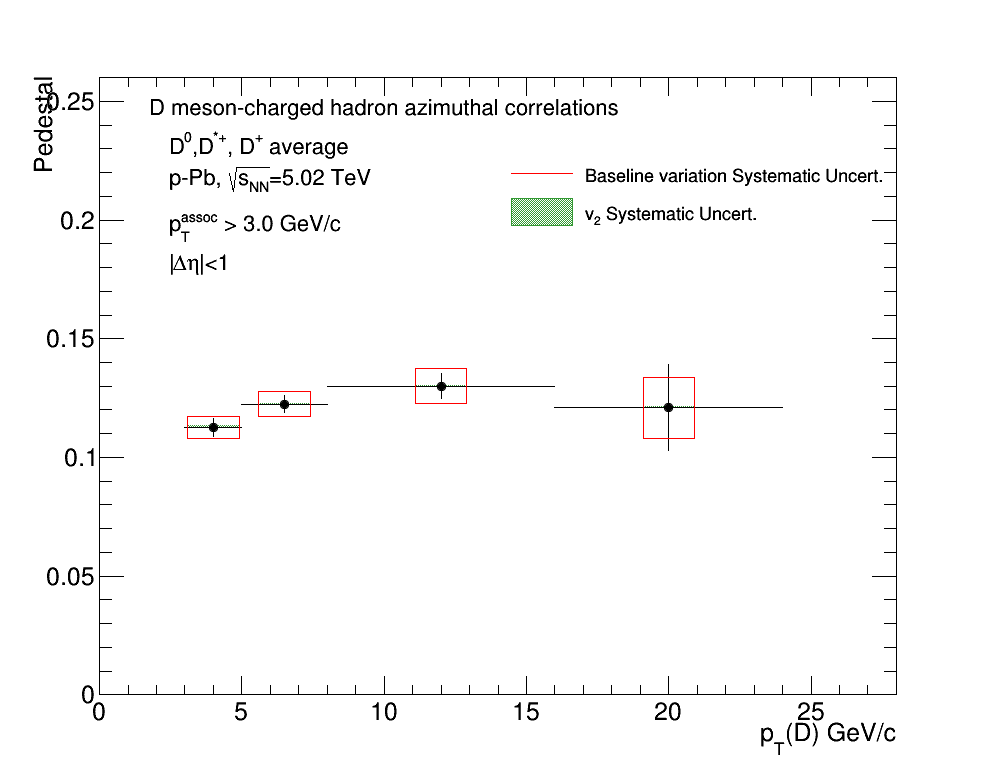 Pedestal
0.25
0.2
0.15
0.1
0.05
0
D meson-charged hadron azimuthal correlations
D⁰,D*⁺, D⁺ average
p-Pb, √sNN=5.02 TeV
pTassoc > 3.0 GeV/c
|Δη|<1
Baseline variation Systematic Uncert.
v₂ Systematic Uncert.
0 5 10 15 20 25
pT(D) GeV/c